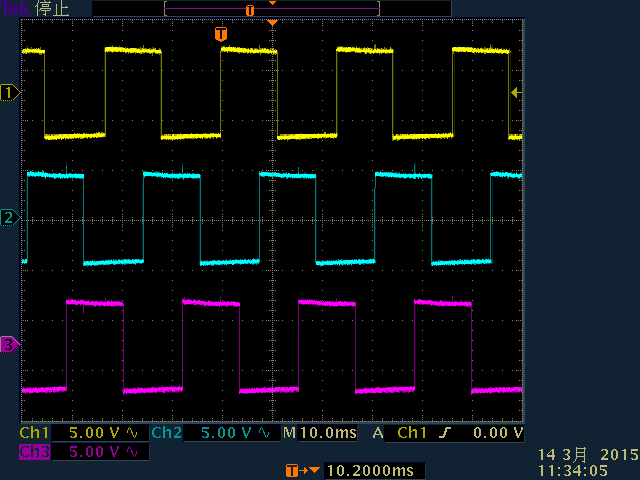 Tek 停止
T
T
1
2
3
Ch1 5.00 V Ch2 5.00 V M 10.0ms A Ch1 0.00 V
Ch3 5.00 V
T 10.2000ms
14 3月 2015
11:34:05